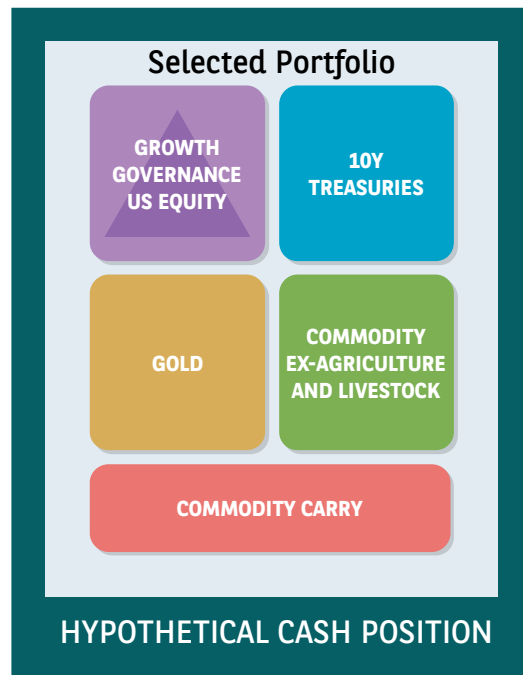 Selected Portfolio
GROWTH
GOVERNANCE
US EQUITY
10Y
TREASURIES
GOLD
COMMODITY
EX-AGRICULTURE
AND LIVESTOCK
COMMODITY CARRY
HYPOTHETICAL CASH POSITION